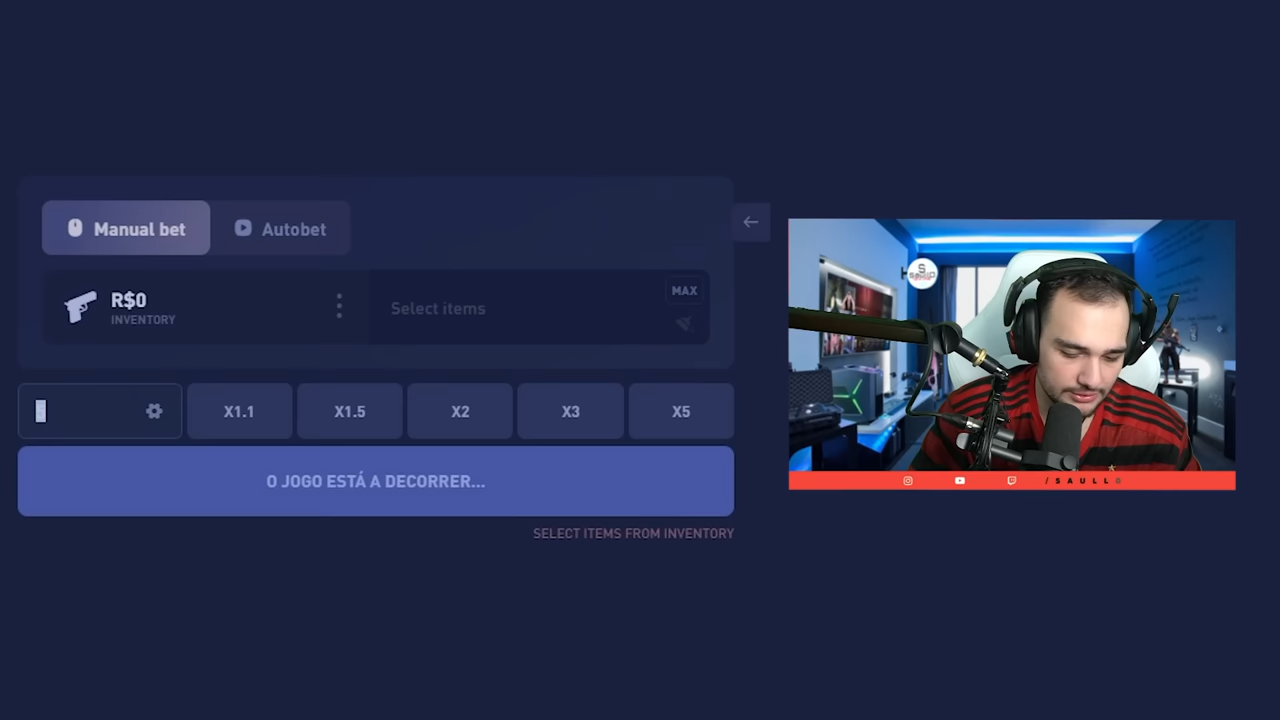 Manual bet
Autobet
R$0
INVENTORY
Select items
MAX
X1.1
X1.5
X2
X3
X5
O JOGO ESTÁ A DECORRER...
SELECT ITEMS FROM INVENTORY
/SAULLO